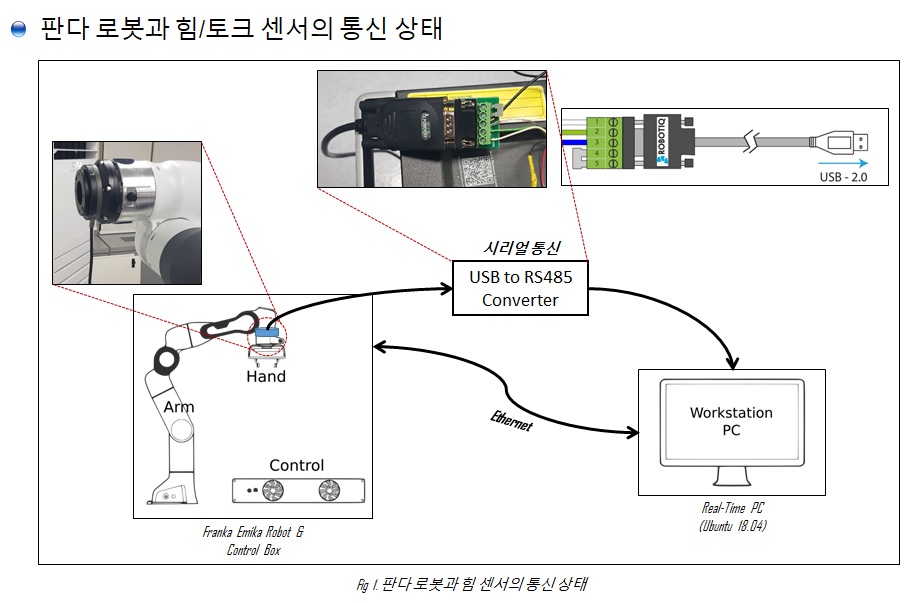 판다 로봇과 힘/토크 센서의 통신 상태
1
2
3
4
5
ROBOTIQ
USB - 2.0
시리얼 통신
USB to RS485
Converter
Hand
Arm
Control
Ethernet
Workstation
PC
Franka Emika Robot &
Control Box
Real-Time PC
(Ubuntu 18.04)
Fig 1. 판다 로봇과 힘 센서의 통신 상태